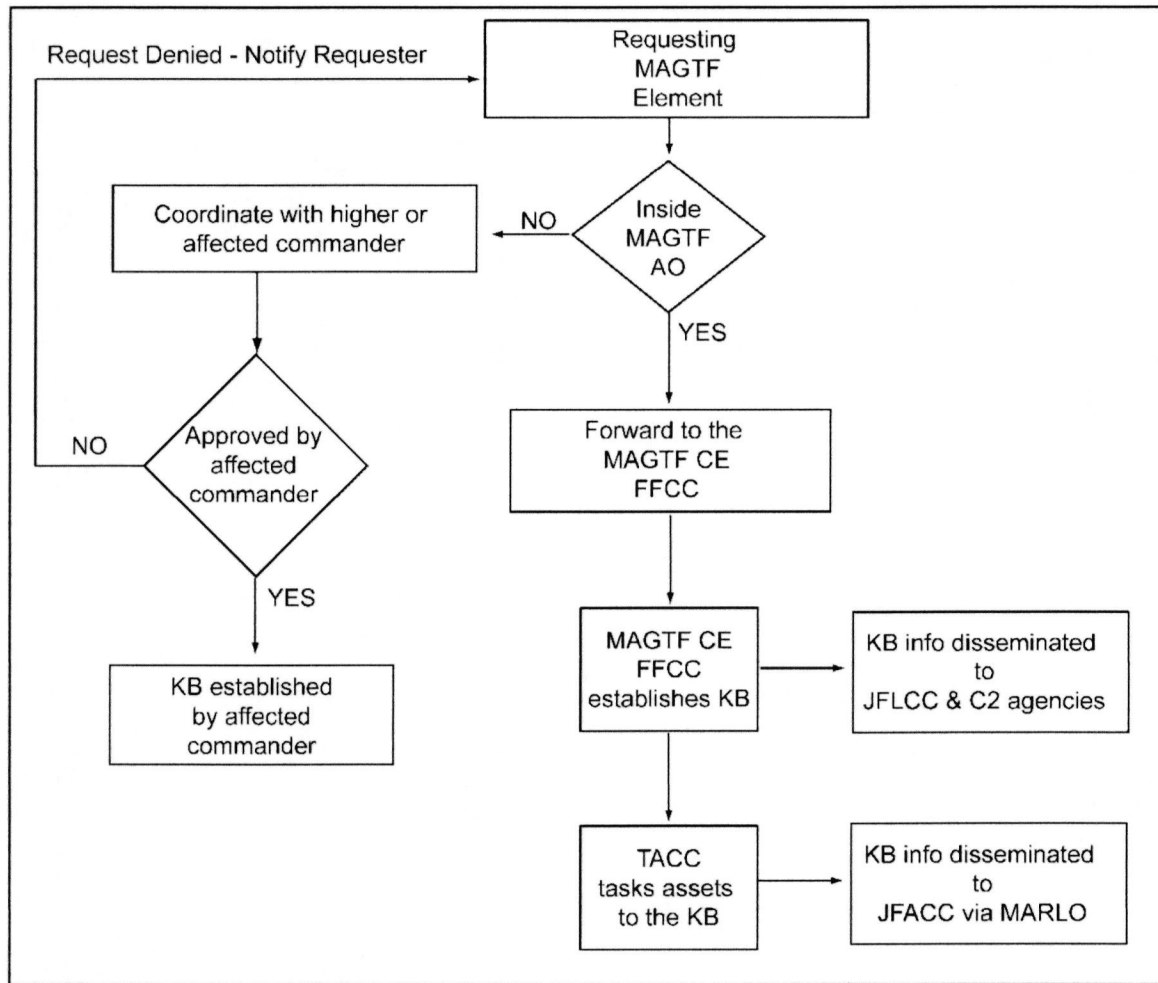 Request Denied - Notify Requester
Requesting
MAGTF
Element
Coordinate with higher or
affected commander
NO
Inside
MAGTF
AO
YES
NO
Approved by
affected
commander
YES
KB established
by affected
commander
Forward to the
MAGTF CE
FFCC
MAGTF CE
FFCC
establishes KB
KB info disseminated
to
JFLCC & C2 agencies
TACC
tasks assets
to the KB
KB info disseminated
to
JFACC via MARLO